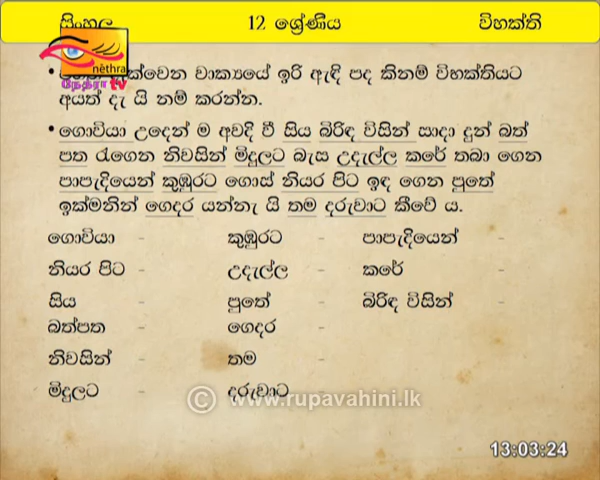 සිංහල 12 ශ්‍රේණිය විභක්ති
nēthra
நேத்ரா TV
වාක්‍යයේ ඉරි ඇඳි පද කිනම් විභක්තියට
අයත් දැ යි නම් කරන්න.
• ගොවියා උදෙන් ම අවදි වී සිය බිරිඳ විසින් සාදා දුන් බත්
පත රැගෙන නිවසින් මිදුලට බැස උදැල්ල කරේ තබා ගෙන
පාපැදියෙන් කුඹුරට ගොස් නියර පිට ඉඳ ගෙන පුතේ
ඉක්මනින් ගෙදර යන්නැ යි තම දරුවාට කීවේ ය.
ගොවියා - කුඹුරට - පාපැදියෙන් -
නියර පිට - උදැල්ල - කරේ -
සිය - පුතේ - බිරිඳ විසින් -
බත්පත - ගෙදර -
නිවසින් - තම -
මිදුලට - දරුවාට -
© www.rupavahini.lk
13:03:24